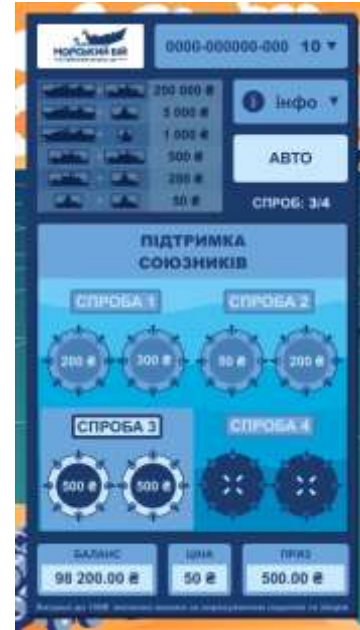 МОРСЬКИЙ БІЙ
0000-000000-000 10
200 000 ₴
5 000 ₴
1 000 ₴
500 ₴
200 ₴
50 ₴
інфо
АВТО
СПРОБ: 3/4
ПІДТРИМКА
СОЮЗНИКІВ
СПРОБА 1 СПРОБА 2
200 ₴ 300 ₴ 50 ₴ 200 ₴
СПРОБА 3 СПРОБА 4
500 ₴ 500 ₴
БАЛАНС ЦІНА ПРИЗ
98 200.00 ₴ 50 ₴ 500.00 ₴